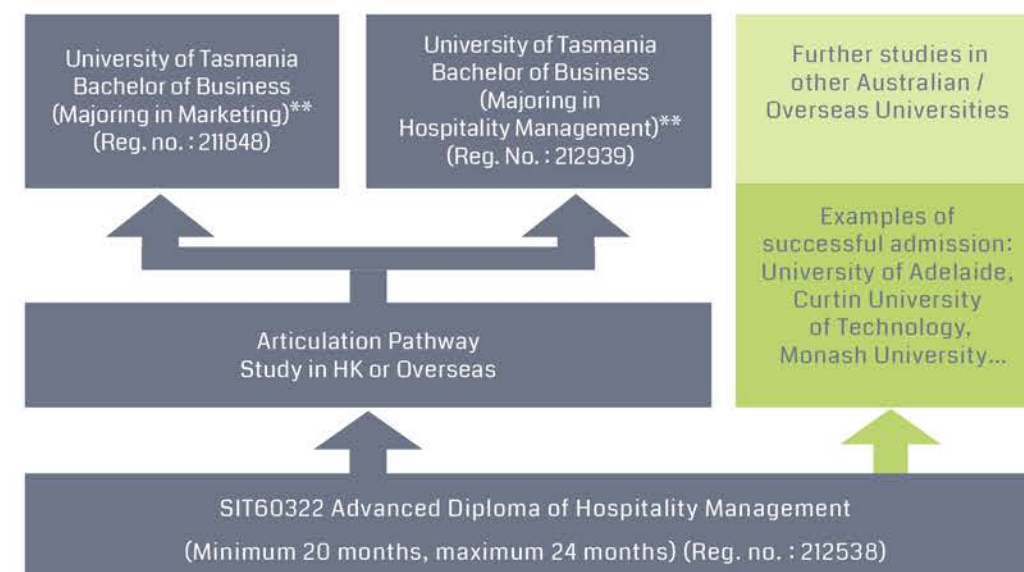 University of Tasmania
Bachelor of Business
(Majoring in Marketing)**
(Reg. no. : 211848)
University of Tasmania
Bachelor of Business
(Majoring in
Hospitality Management)**
(Reg. No. : 212939)
Further studies in
other Australian /
Overseas Universities
Examples of
successful admission:
University of Adelaide,
Curtin University
of Technology,
Monash University...
Articulation Pathway
Study in HK or Overseas
SIT60322 Advanced Diploma of Hospitality Management
(Minimum 20 months, maximum 24 months) (Reg. no. : 212538)